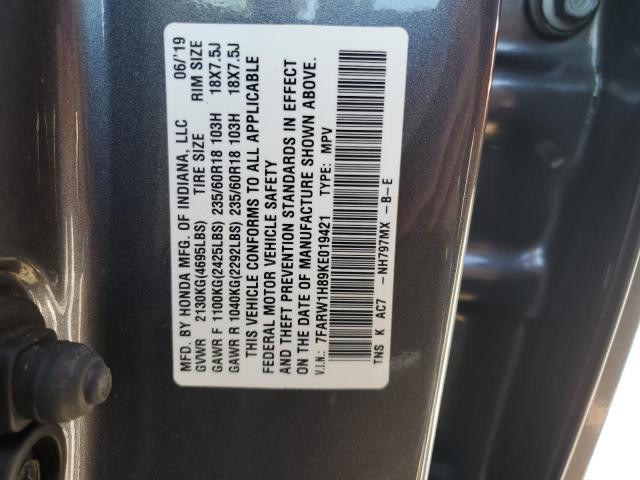 MFD. BY HONDA MFG. OF INDIANA, LLC 06/'19
GVWR 2130KG(4695LBS) TIRE SIZE RIM SIZE
GAWR F 1100KG(2425LBS) 235/60R18 103H 18X7.5J
GAWR R 1040KG(2292LBS) 235/60R18 103H 18X7.5J
THIS VEHICLE CONFORMS TO ALL APPLICABLE
FEDERAL MOTOR VEHICLE SAFETY
AND THEFT PREVENTION STANDARDS IN EFFECT
ON THE DATE OF MANUFACTURE SHOWN ABOVE.
V.I.N.: 7FARW1H89KE019421 TYPE: MPV
TNS K AC7 -NH797MX -B-E